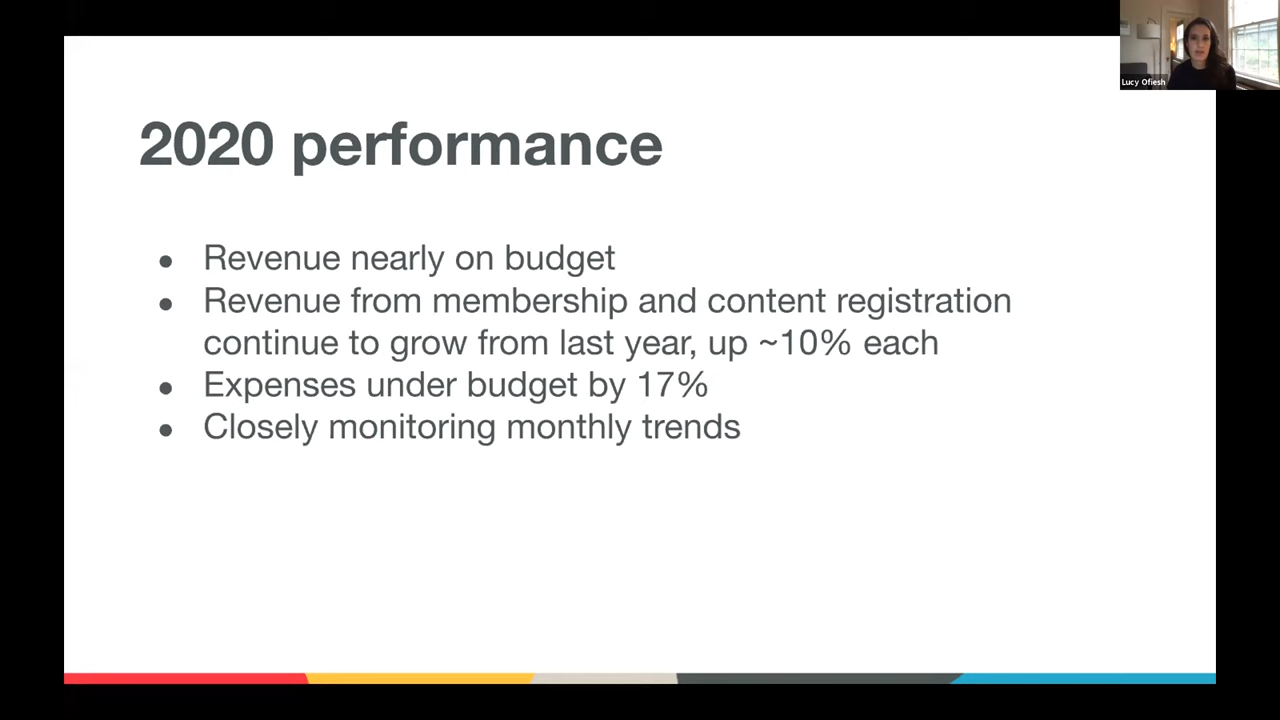 Lucy Ofiesh
2020 performance
● Revenue nearly on budget
● Revenue from membership and content registration
continue to grow from last year, up ~10% each
● Expenses under budget by 17%
● Closely monitoring monthly trends